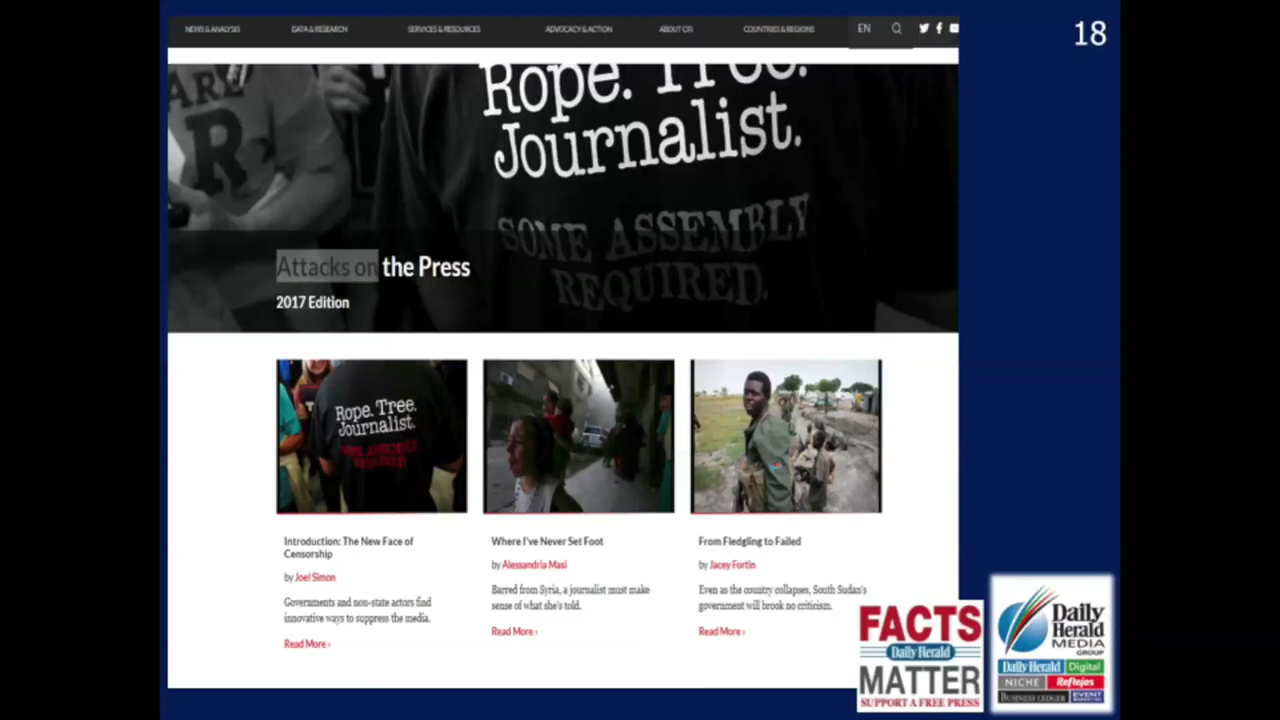 NEWS & ANALYSIS DATA & RESEARCH SERVICES & RESOURCES ADVOCACY & ACTION ABOUT CPJ COUNTRIES & REGIONS EN
18
ARE
R
Rope. Tree.
Journalist.
SOME ASSEMBLY
REQUIRED.
Attacks on the Press
2017 Edition
Rope. Tree.
Journalist.
SOME ASSEMBLY
REQUIRED.
Introduction: The New Face of
Censorship
by Joel Simon
Governments and non-state actors find
innovative ways to suppress the media.
Read More ›
Where I've Never Set Foot
by Alessandria Masi
Barred from Syria, a journalist must make
sense of what she's told.
Read More ›
From Fledgling to Failed
by Jacey Fortin
Even as the country collapses, South Sudan's
government will brook no criticism.
Read More ›
FACTS
Daily Herald
MATTER
SUPPORT A FREE PRESS
Daily
Herald
MEDIA
GROUP
Daily Herald Digital
NICHE Reflejos
BUSINESS LEDGER EVENT